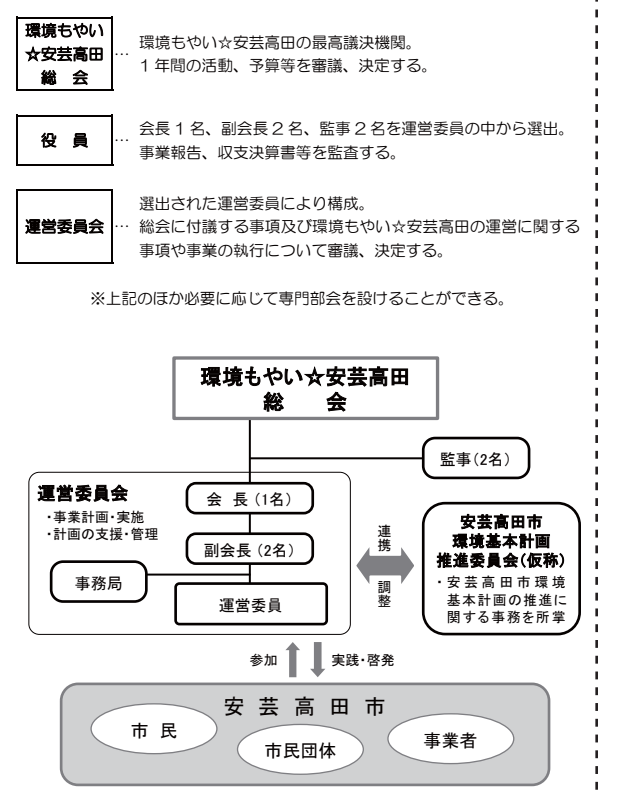 環境もやい
☆安芸高田
総 会
… 環境もやい☆安芸高田の最高議決機関。
1年間の活動、予算等を審議、決定する。
役 員
… 会長1名、副会長2名、監事2名を運営委員の中から選出。
事業報告、収支決算書等を監査する。
運営委員会
選出された運営委員により構成。
… 総会に付議する事項及び環境もやい☆安芸高田の運営に関する
事項や事業の執行について審議、決定する。
※上記のほか必要に応じて専門部会を設けることができる。
環境もやい☆安芸高田
総 会
監事(2名)
運営委員会
・事業計画・実施
・計画の支援・管理
会 長(1名)
副会長(2名)
事務局
運営委員
連携
調整
安芸高田市
環境基本計画
推進委員会(仮称)
・安芸高田市環境
基本計画の推進に
関する事務を所掌
参加
実践・啓発
安 芸 高 田 市
市 民
市民団体
事業者